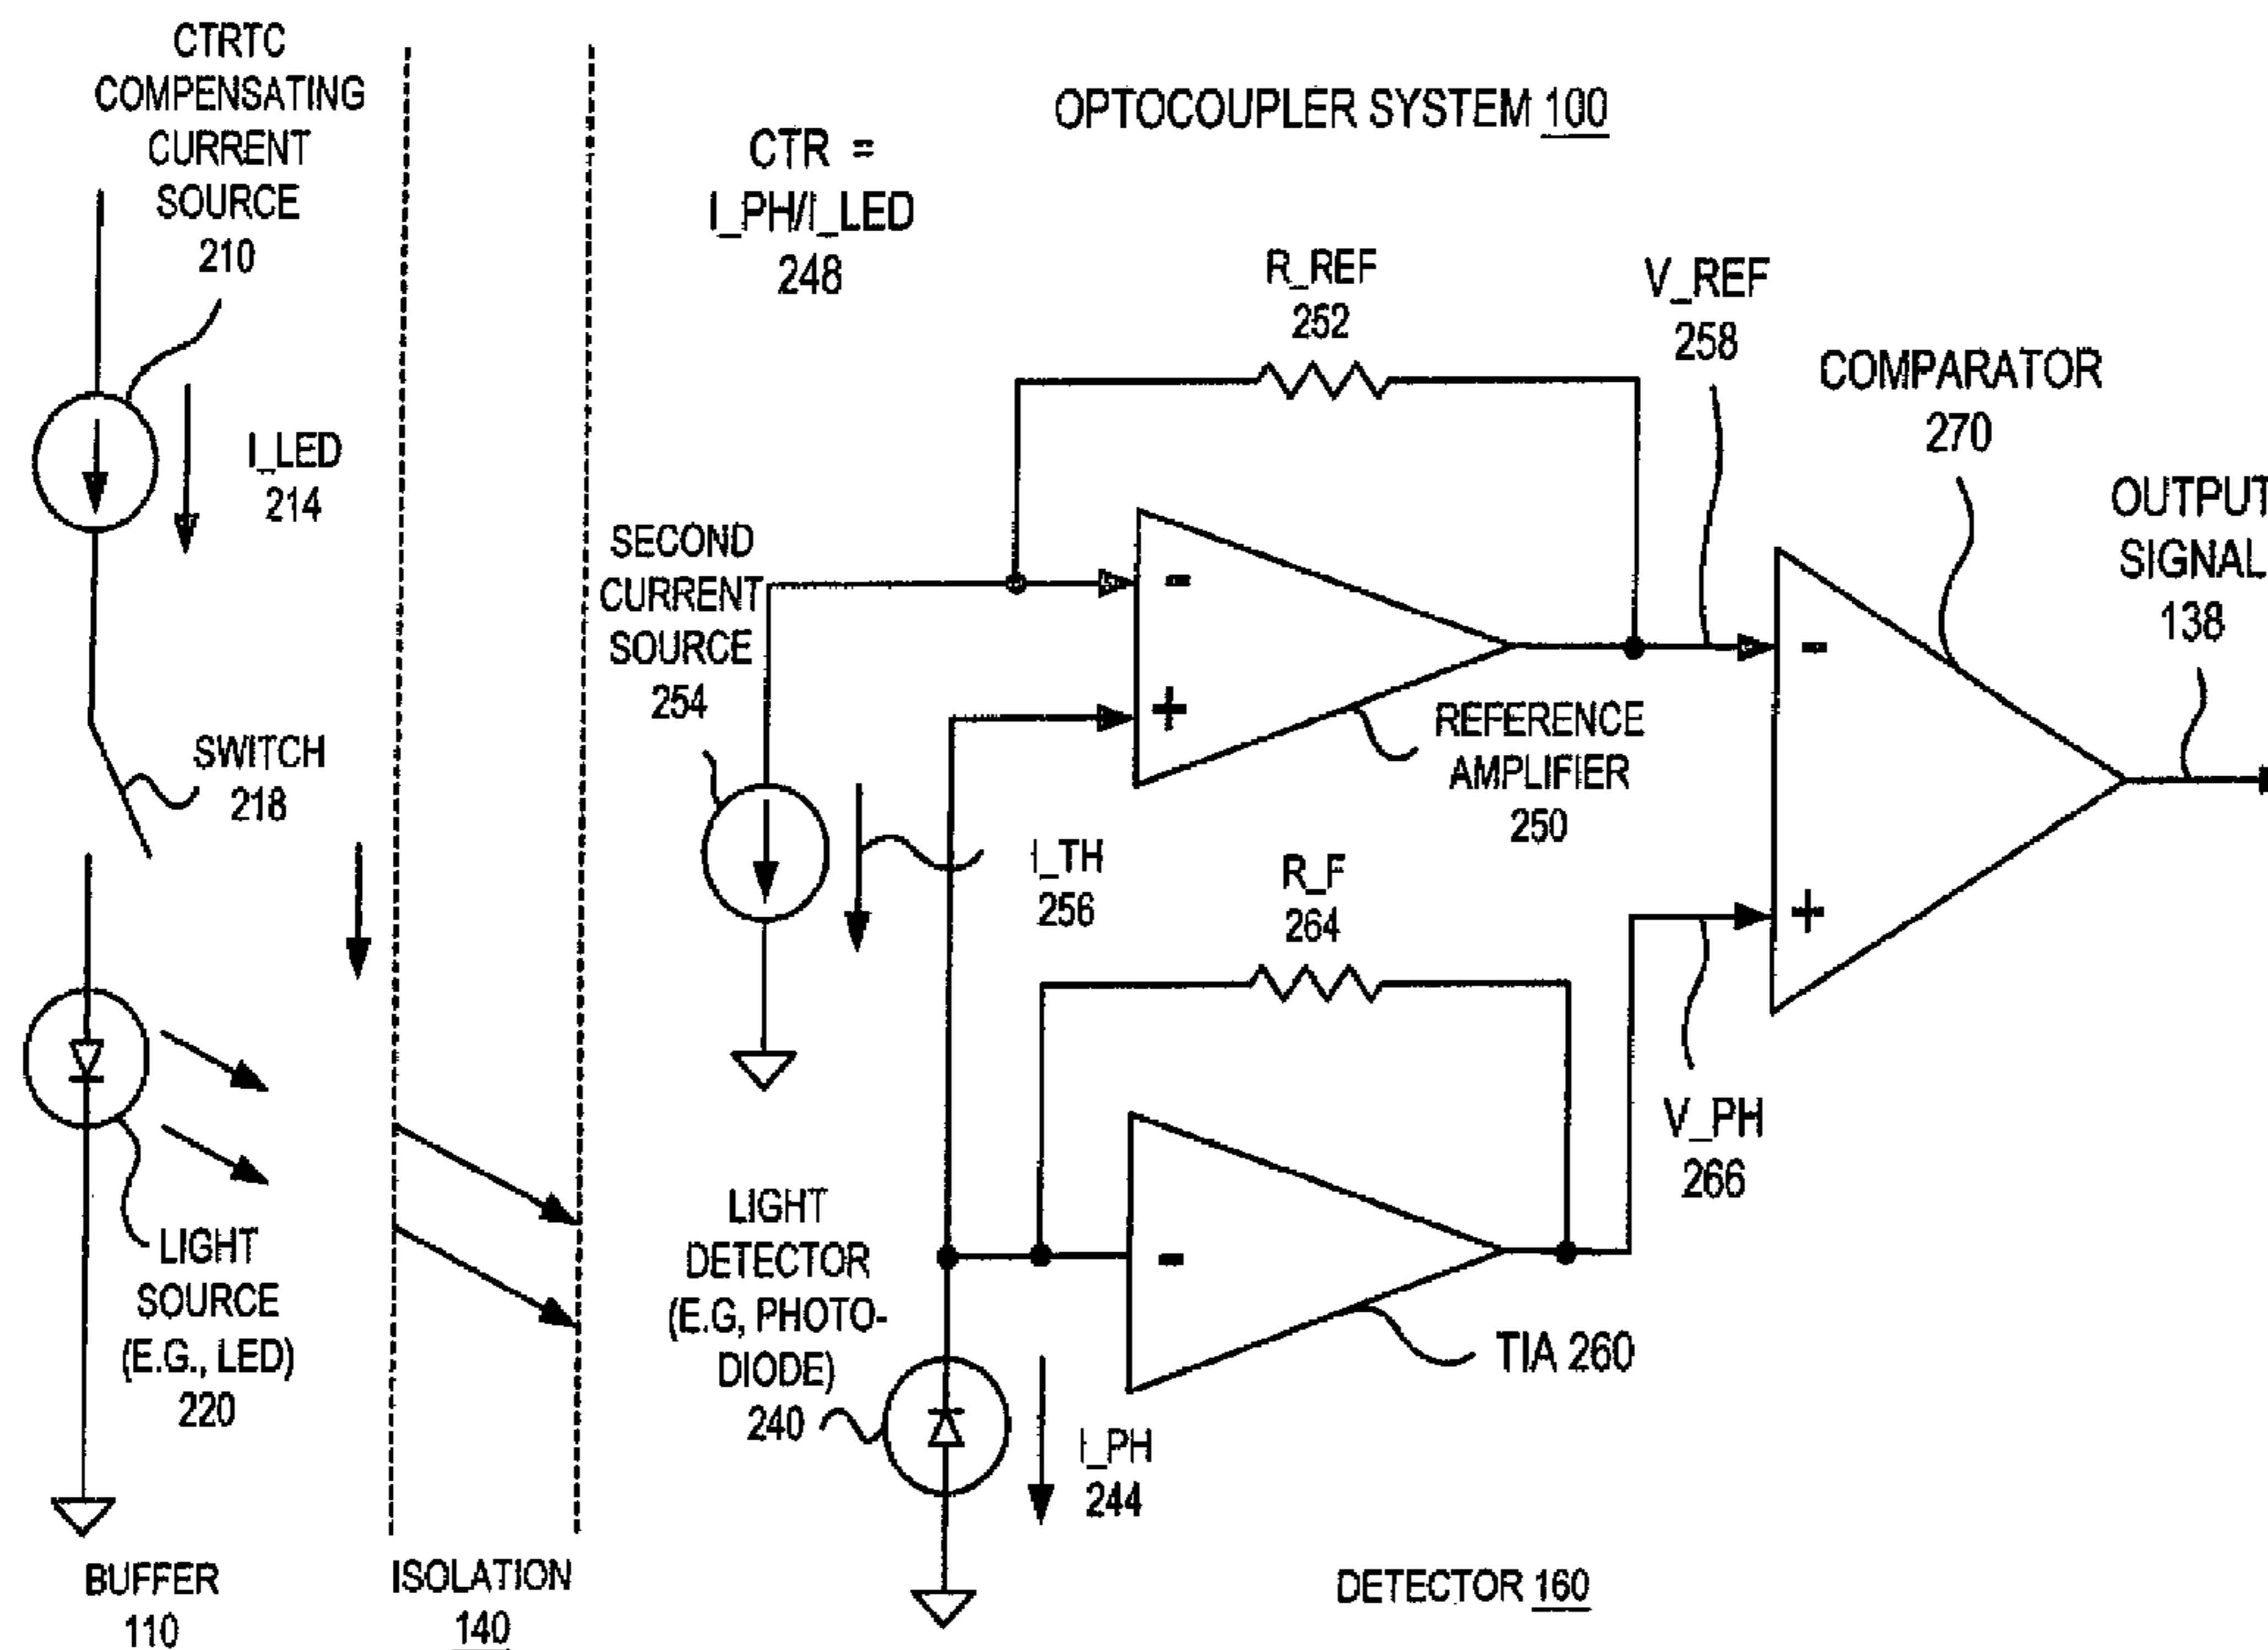 CTRTC
COMPENSATING
CURRENT
SOURCE
210
OPTOCOUPLER SYSTEM 100
CTR =
I_PH/I_LED
248
R_REF
252
V_REF
258
COMPARATOR
270
I_LED
214
OUTPUT
SIGNAL
138
SECOND
CURRENT
SOURCE
254
-
+
-
+
SWITCH
218
REFERENCE
AMPLIFIER
250
I_TH
256
R_F
264
V_PH
266
LIGHT
SOURCE
(E.G., LED)
220
LIGHT
DETECTOR
(E.G, PHOTO-
DIODE)
240
-
TIA 260
I_PH
244
BUFFER
110
ISOLATION
140
DETECTOR 160